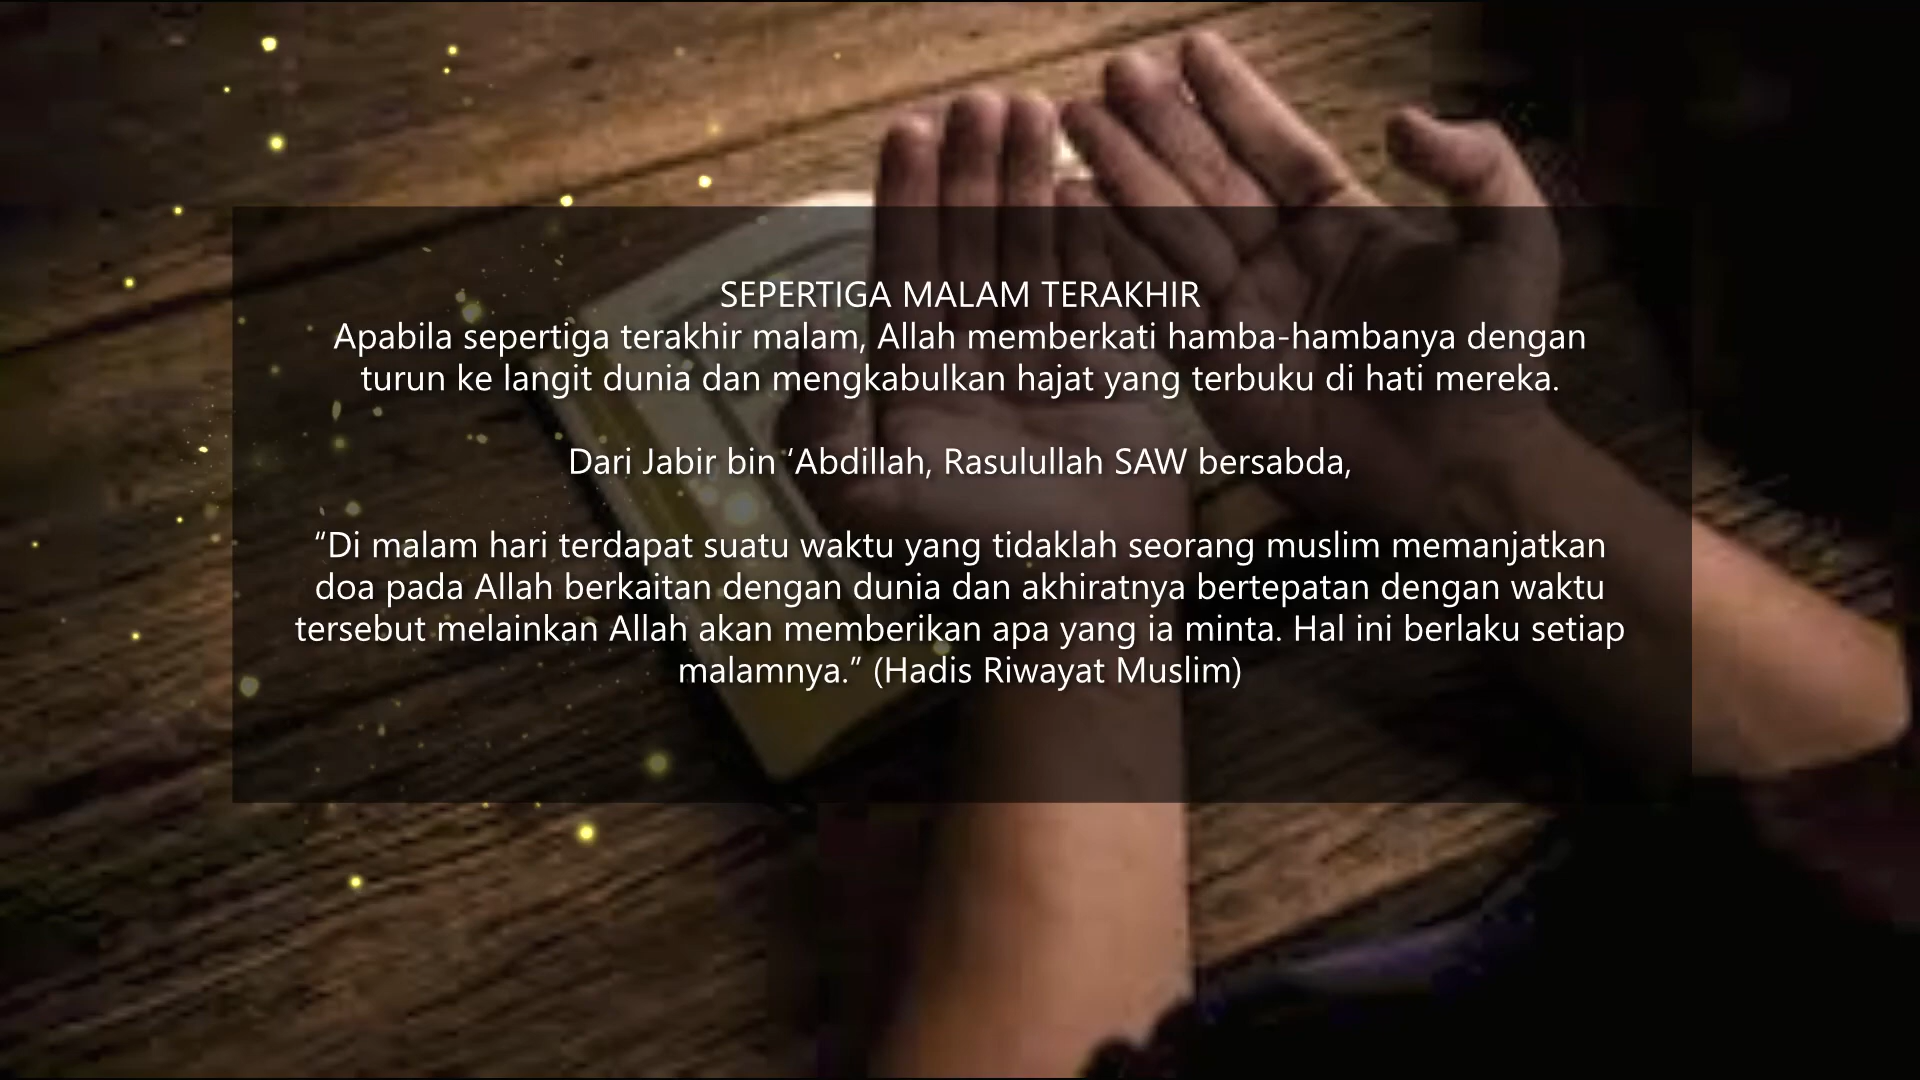 SEPERTIGA MALAM TERAKHIR
Apabila sepertiga terakhir malam, Allah memberkati hamba-hambanya dengan
turun ke langit dunia dan mengkabulkan hajat yang terbuku di hati mereka.
Dari Jabir bin ‘Abdillah, Rasulullah SAW bersabda,
“Di malam hari terdapat suatu waktu yang tidaklah seorang muslim memanjatkan
doa pada Allah berkaitan dengan dunia dan akhiratnya bertepatan dengan waktu
tersebut melainkan Allah akan memberikan apa yang ia minta. Hal ini berlaku setiap
malamnya.” (Hadis Riwayat Muslim)